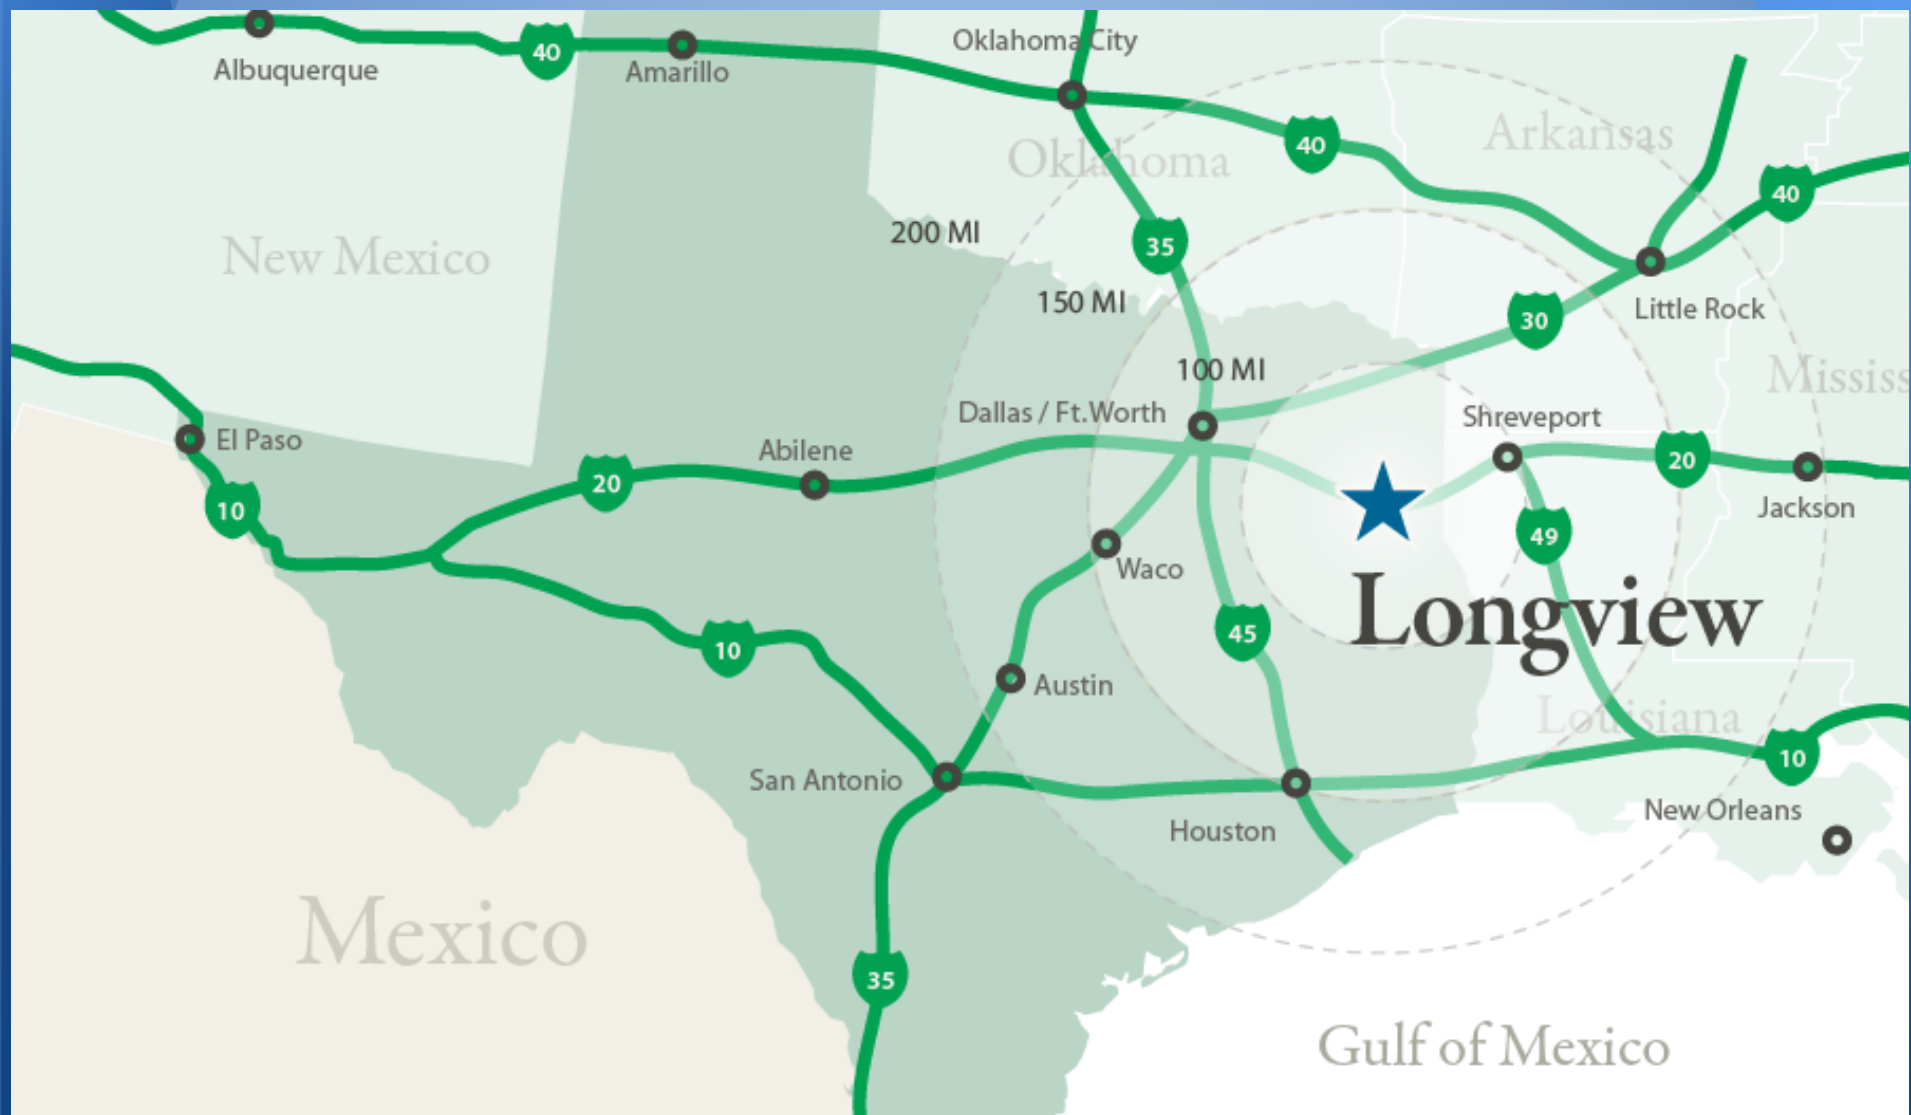 Oklahoma City
40
Albuquerque
Amarillo
Arkansas
40
Oklahoma
40
200 MI
35
New Mexico
150 MI
Little Rock
30
100 MI
Mississ
Dallas / Ft.Worth
Shreveport
El Paso
Abilene
20
20
10
Jackson
49
Waco
Longview
45
10
Austin
Louisiana
10
San Antonio
New Orleans
Houston
Mexico
35
Gulf of Mexico